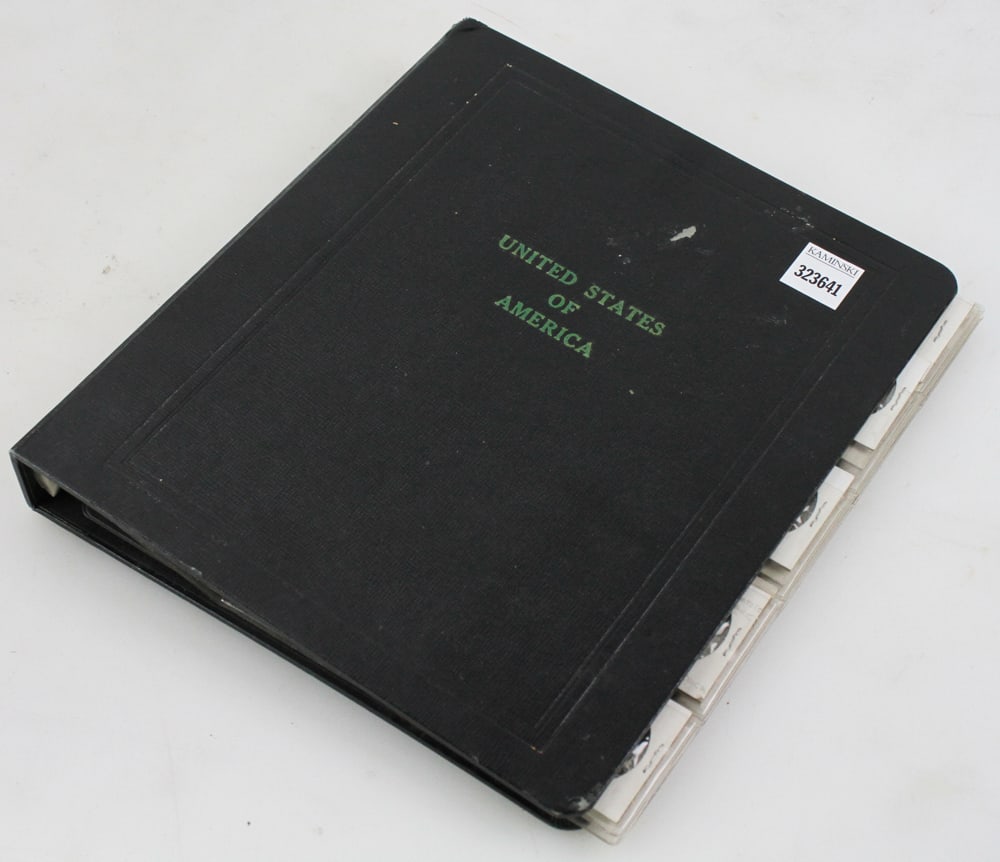 UNITED STATES
OF
AMERICA
KAMINSKI
323641